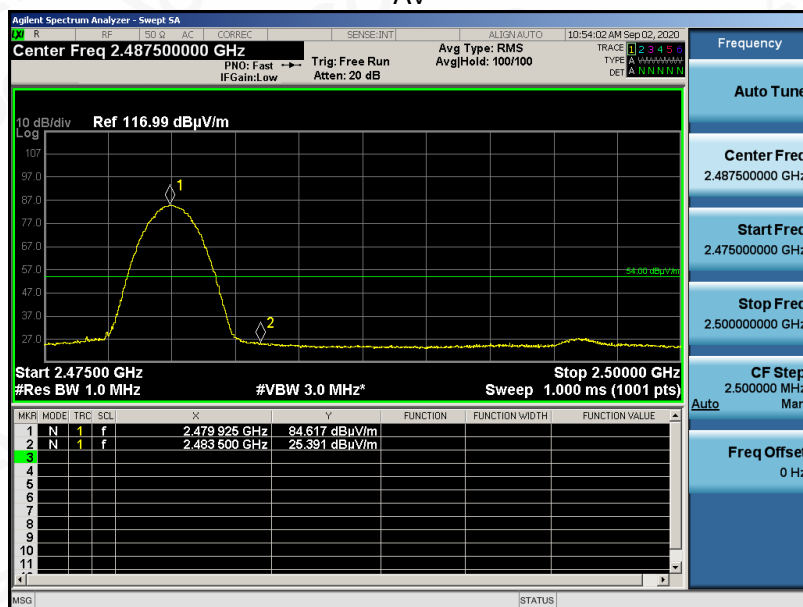 AV
Agilent Spectrum Analyzer - Swept SA
LXI R RF 50 Ω AC CORREC SENSE:INT ALIGN AUTO 10:54:02 AM Sep 02, 2020
Center Freq 2.487500000 GHz
PNO: Fast
IFGain:Low
Trig: Free Run
Atten: 20 dB
Avg Type: RMS
Avg|Hold: 100/100
TRACE 1 2 3 4 5 6
TYPE A WWWWW
DET A N N N N N
10 dB/div Ref 116.99 dBµV/m
Log
107
97.0
1
87.0
77.0
67.0
57.0
54.00 dBµV/m
47.0
37.0
2
27.0
Start 2.47500 GHz Stop 2.50000 GHz
#Res BW 1.0 MHz #VBW 3.0 MHz* Sweep 1.000 ms (1001 pts)
MKR MODE TRC SCL X Y FUNCTION FUNCTION WIDTH FUNCTION VALUE
1 N 1 f 2.479 925 GHz 84.617 dBµV/m
2 N 1 f 2.483 500 GHz 25.391 dBµV/m
3
4
5
6
7
8
9
10
11
MSG STATUS
Frequency
Auto Tune
Center Freq
2.487500000 GHz
Start Freq
2.475000000 GHz
Stop Freq
2.500000000 GHz
CF Step
2.500000 MHz
Auto Man
Freq Offset
0 Hz